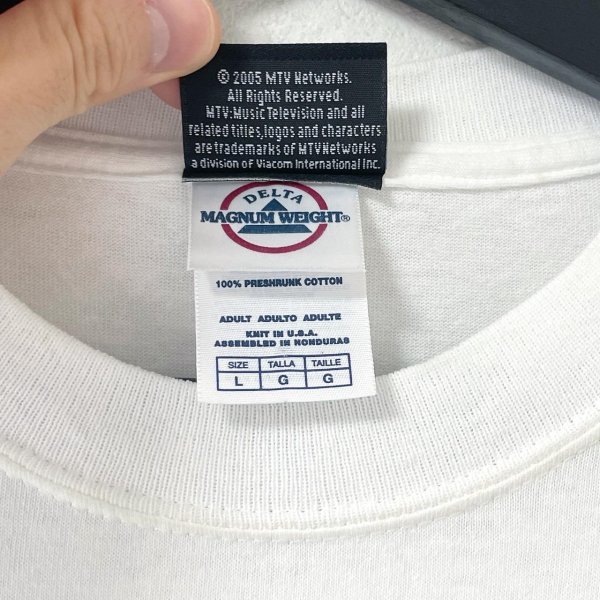 © 2005 MTV Networks.
All Rights Reserved.
MTV:Music Television and all
related titles,logos and characters
are trademarks of MTVNetworks
a division of Viacom International Inc.
DELTA
MAGNUM WEIGHT®
100% PRESHRUNK COTTON
ADULT ADULTO ADULTE
KNIT IN U.S.A.
ASSEMBLED IN HONDURAS
SIZE TALLA TAILLE
L G G